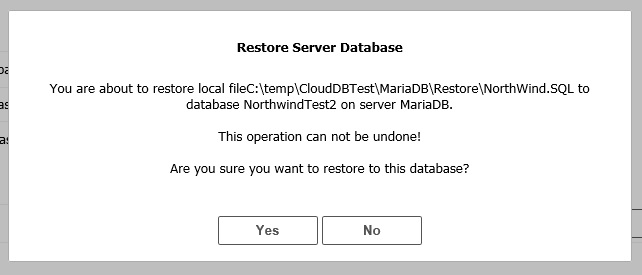 Restore Server Database
You are about to restore local fileC:\temp\CloudDBTest\MariaDB\Restore\NorthWind.SQL to
database NorthwindTest2 on server MariaDB.
This operation can not be undone!
Are you sure you want to restore to this database?
Yes No